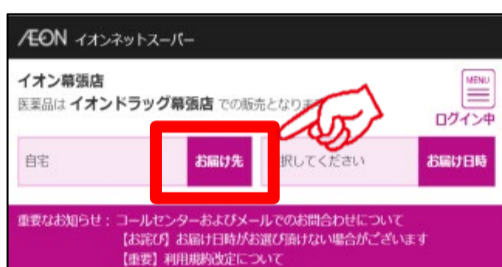 ÆON イオンネットスーパー
イオン幕張店
医薬品は イオンドラッグ幕張店 での販売となります
MENU
ログイン中
自宅 お届け先 択してください お届け日時
重要なお知らせ: コールセンターおよびメールでのお問合わせについて
【お詫び】お届け日時がお選び頂けない場合がございます
【重要】利用規約改定について